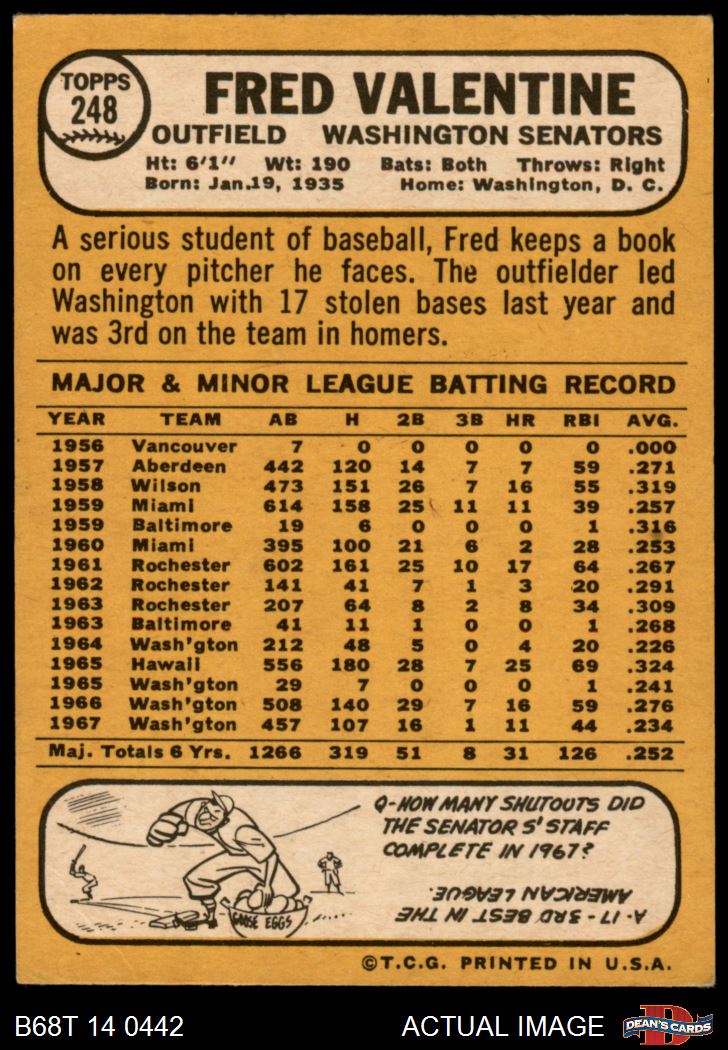 TOPPS
248
FRED VALENTINE
OUTFIELD WASHINGTON SENATORS
Ht: 6'1" Wt: 190 Bats: Both Throws: Right
Born: Jan.19, 1935 Home: Washington, D. C.
A serious student of baseball, Fred keeps a book
on every pitcher he faces. The outfielder led
Washington with 17 stolen bases last year and
was 3rd on the team in homers.
MAJOR & MINOR LEAGUE BATTING RECORD
YEAR TEAM AB H 2B 3B HR RBI AVG.
1956 Vancouver 7 0 0 0 0 0 .000
1957 Aberdeen 442 120 14 7 7 59 .271
1958 Wilson 473 151 26 7 16 55 .319
1959 Miami 614 158 25 11 11 39 .257
1959 Baltimore 19 6 0 0 0 1 .316
1960 Miami 395 100 21 6 2 28 .253
1961 Rochester 602 161 25 10 17 64 .267
1962 Rochester 141 41 7 1 3 20 .291
1963 Rochester 207 64 8 2 8 34 .309
1963 Baltimore 41 11 1 0 0 1 .268
1964 Wash'gton 212 48 5 0 4 20 .226
1965 Hawaii 556 180 28 7 25 69 .324
1965 Wash'gton 29 7 0 0 0 1 .241
1966 Wash'gton 508 140 29 7 16 59 .276
1967 Wash'gton 457 107 16 1 11 44 .234
Maj. Totals 6 Yrs. 1266 319 51 8 31 126 .252
Q-HOW MANY SHUTOUTS DID
THE SENATORS' STAFF
COMPLETE IN 1967?
A-17-3RD BEST IN THE
AMERICAN LEAGUE.
GOOSE EGGS
©T.C.G. PRINTED IN U.S.A.
B68T 14 0442 ACTUAL IMAGE
D
DEAN'S CARDS